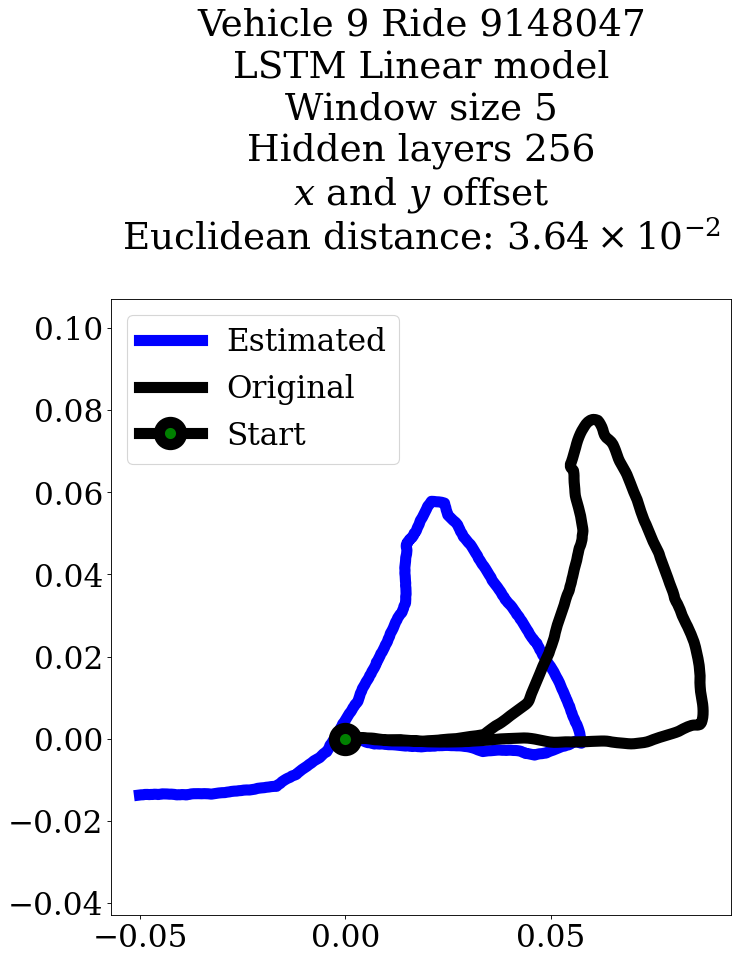 Vehicle 9 Ride 9148047
LSTM Linear model
Window size 5
Hidden layers 256
x and y offset
Euclidean distance: 3.64 × 10⁻²
Estimated
Original
Start
0.10
0.08
0.06
0.04
0.02
0.00
−0.02
−0.04
−0.05 0.00 0.05